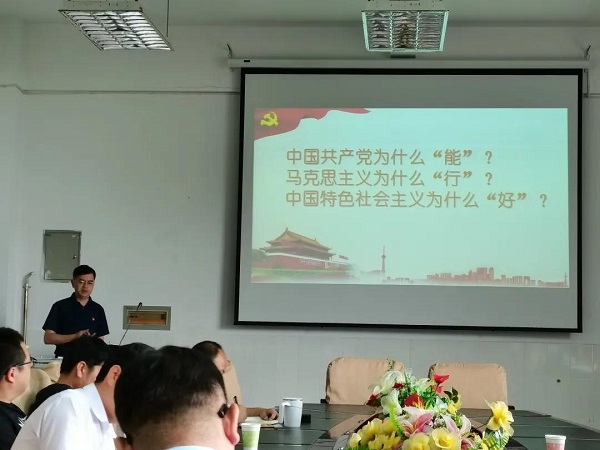 中国共产党为什么“能”？
马克思主义为什么“行”？
中国特色社会主义为什么“好”？